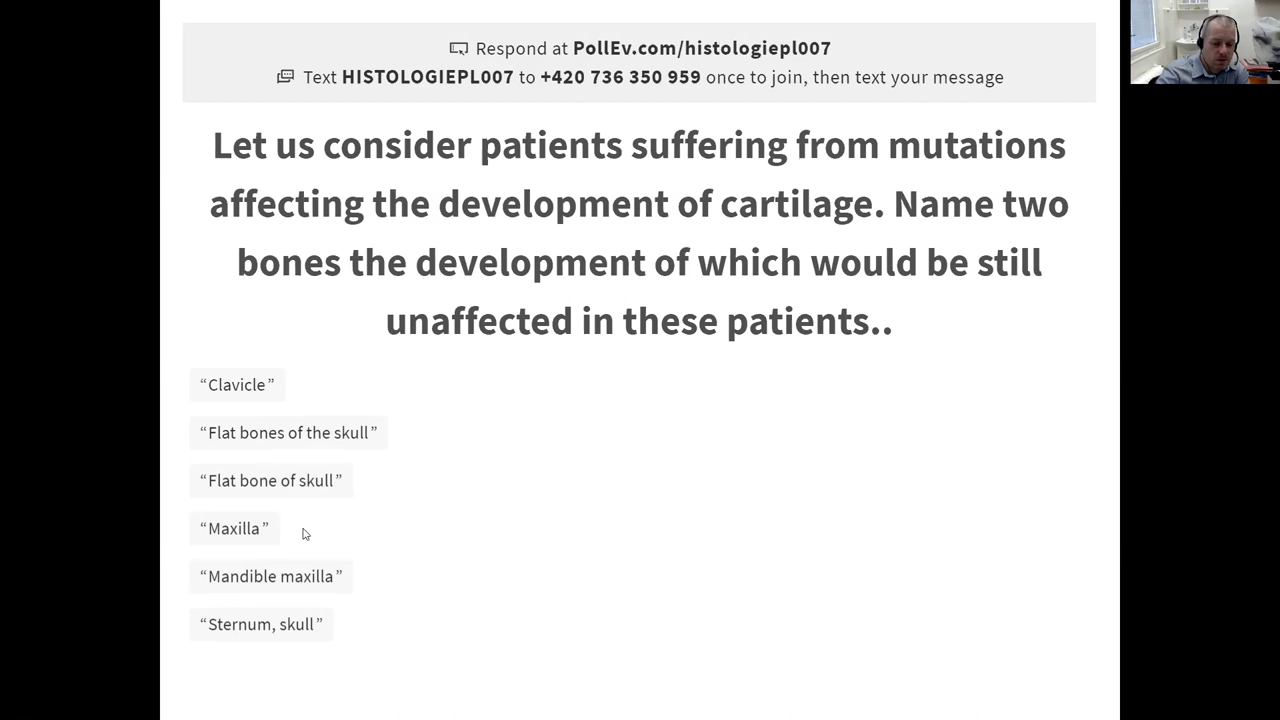 Respond at PollEv.com/histologiepl007
Text HISTOLOGIEPL007 to +420 736 350 959 once to join, then text your message
Let us consider patients suffering from mutations
affecting the development of cartilage. Name two
bones the development of which would be still
unaffected in these patients..
“Clavicle”
“Flat bones of the skull”
“Flat bone of skull”
“Maxilla”
“Mandible maxilla”
“Sternum, skull”